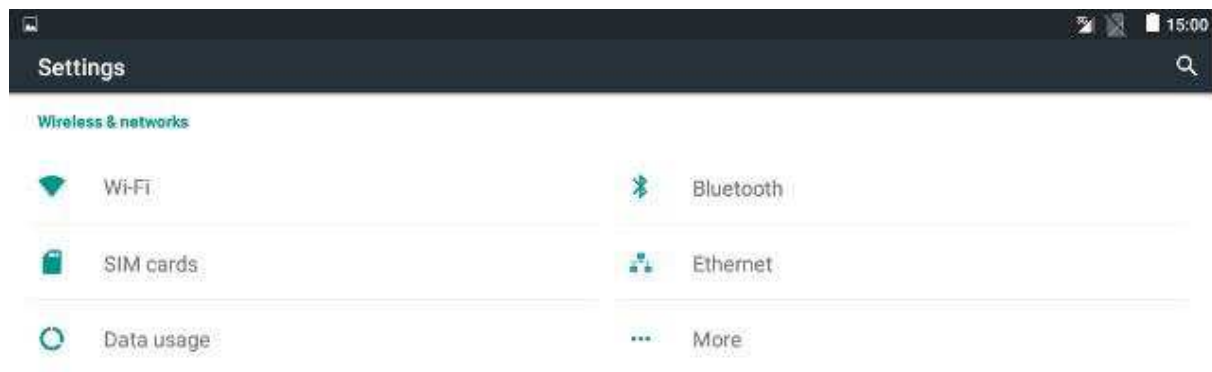 15:00
Settings
Wireless & networks
Wi-Fi
Bluetooth
SIM cards
Ethernet
Data usage
More